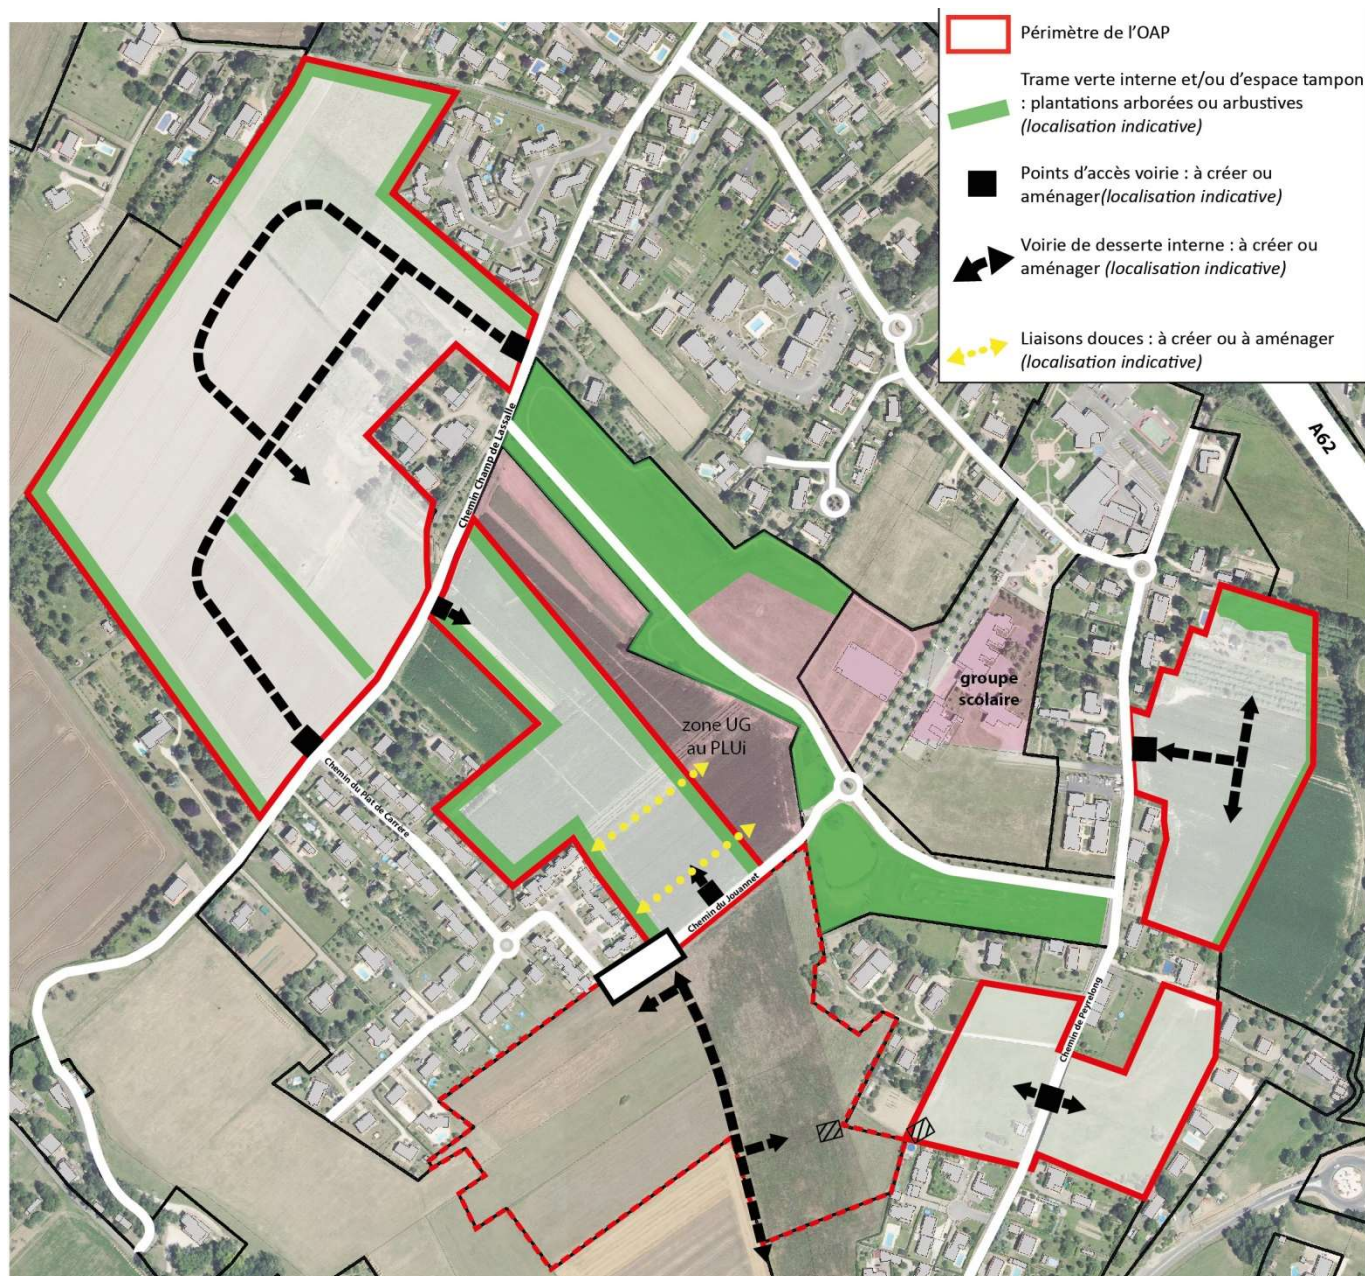 Périmètre de l'OAP
Trame verte interne et/ou d'espace tampon
: plantations arborées ou arbustives
(localisation indicative)
Points d'accès voirie : à créer ou
aménager(localisation indicative)
Voirie de desserte interne : à créer ou
aménager (localisation indicative)
Liaisons douces : à créer ou à aménager
(localisation indicative)
A62
Chemin Champ de Lassalle
groupe
scolaire
zone UG
au PLUi
Chemin du Plat de Carrère
Chemin du Jouannet
Chemin de Peyrelong